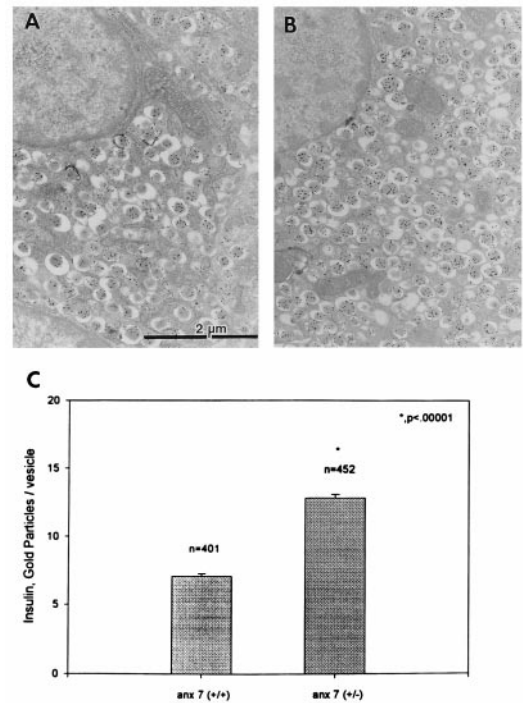 A
B
2 µm
C
20
*,p<.00001
*
n=452
15
n=401
10
5
0
Insulin, Gold Particles / vesicle
anx 7 (+/+)
anx 7 (+/-)